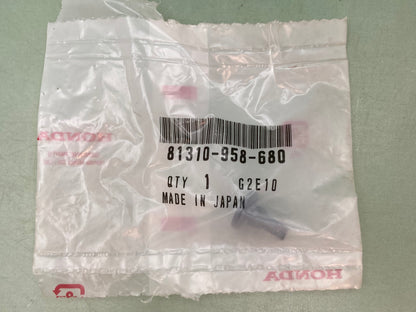 81310-958-680
QTY 1 G2E10
MADE IN JAPAN
HONDA
HONDA